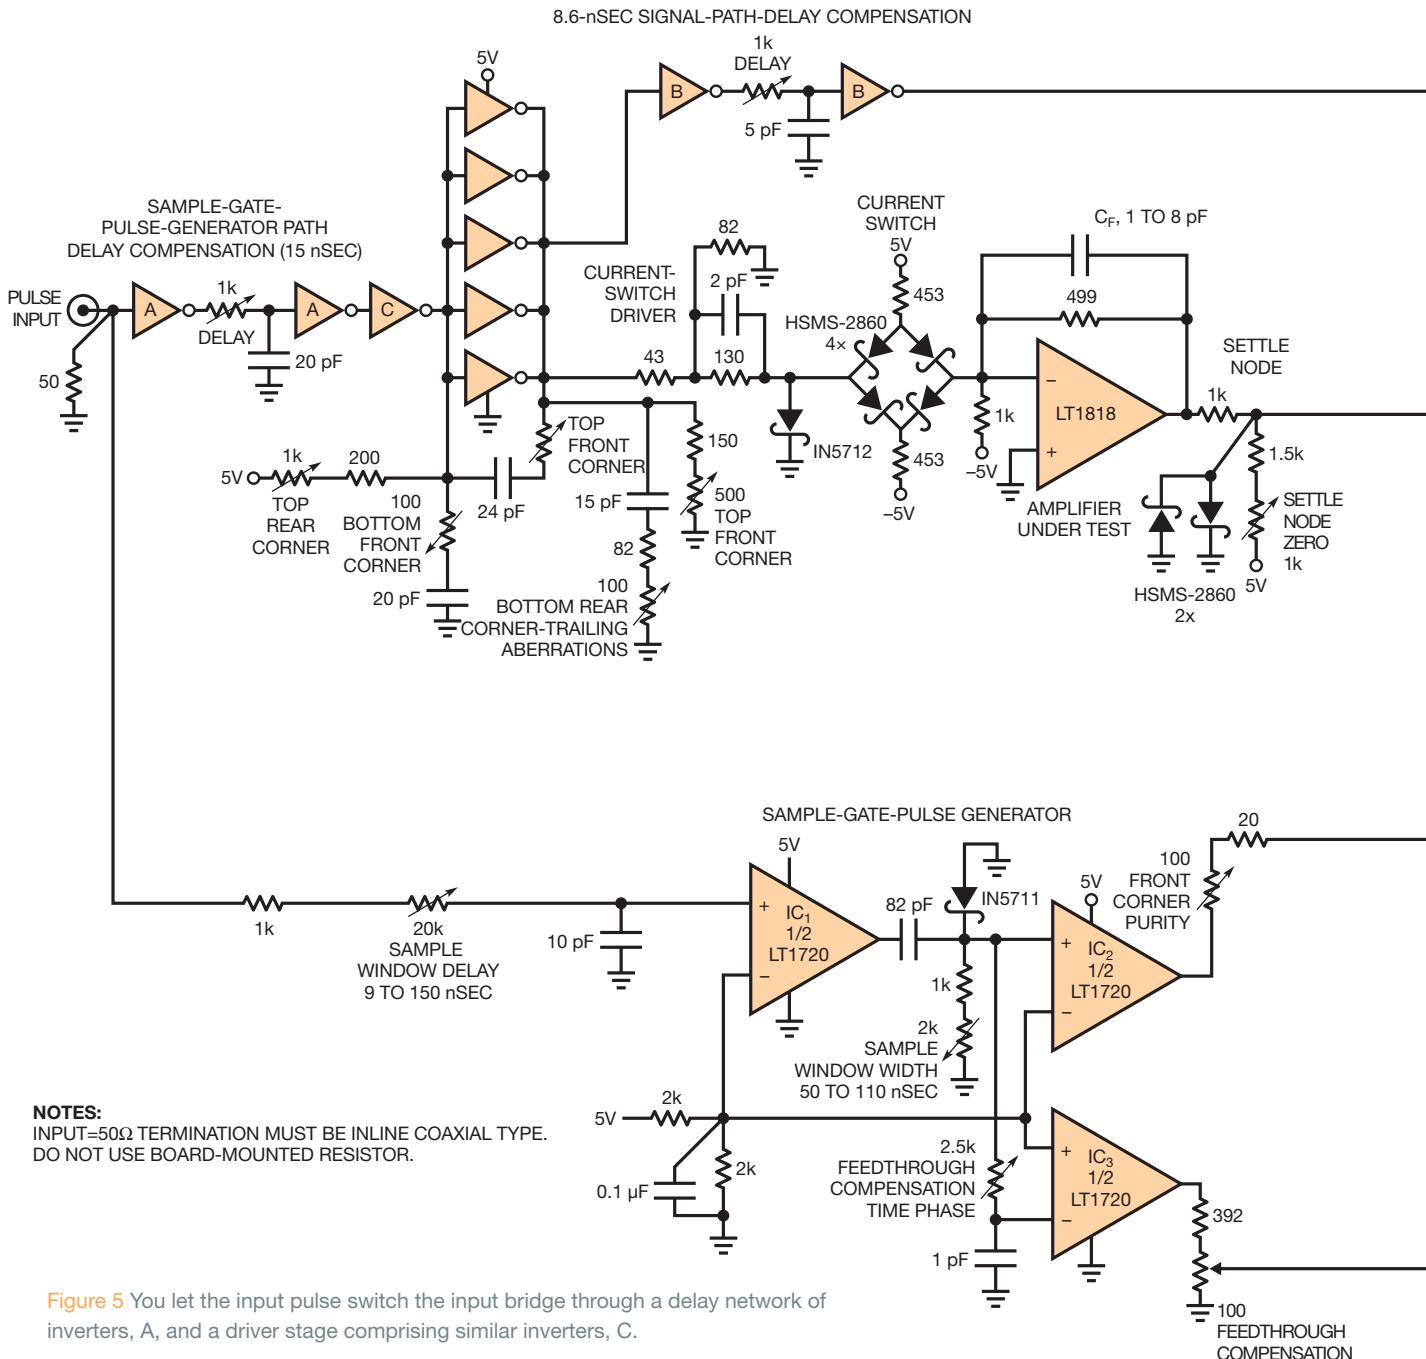 8.6-nSEC SIGNAL-PATH-DELAY COMPENSATION
1k
DELAY
5V
B
B
5 pF
SAMPLE-GATE-
PULSE-GENERATOR PATH
DELAY COMPENSATION (15 nSEC)
PULSE
INPUT
A
1k
DELAY
A
C
20 pF
50
CURRENT-
SWITCH
DRIVER
82
2 pF
43
130
IN5712
CURRENT
SWITCH
5V
453
HSMS-2860
4×
453
–5V
CF, 1 TO 8 pF
499
–
LT1818
+
1k
–5V
AMPLIFIER
UNDER TEST
SETTLE
NODE
1k
1.5k
SETTLE
NODE
ZERO
1k
5V
HSMS-2860
2x
5V
1k
200
TOP
REAR
CORNER
100
BOTTOM
FRONT
CORNER
20 pF
24 pF
TOP
FRONT
CORNER
15 pF
82
100
BOTTOM REAR
CORNER-TRAILING
ABERRATIONS
150
500
TOP
FRONT
CORNER
SAMPLE-GATE-PULSE GENERATOR
1k
20k
SAMPLE
WINDOW DELAY
9 TO 150 nSEC
10 pF
5V
+
IC1
1/2
LT1720
–
82 pF
IN5711
1k
2k
SAMPLE
WINDOW WIDTH
50 TO 110 nSEC
5V
+
IC2
1/2
LT1720
–
100
FRONT
CORNER
PURITY
20
5V
2k
0.1 µF
2k
2.5k
FEEDTHROUGH
COMPENSATION
TIME PHASE
1 pF
+
IC3
1/2
LT1720
–
392
100
FEEDTHROUGH
COMPENSATION
NOTES:
INPUT=50Ω TERMINATION MUST BE INLINE COAXIAL TYPE.
DO NOT USE BOARD-MOUNTED RESISTOR.
Figure 5 You let the input pulse switch the input bridge through a delay network of
inverters, A, and a driver stage comprising similar inverters, C.